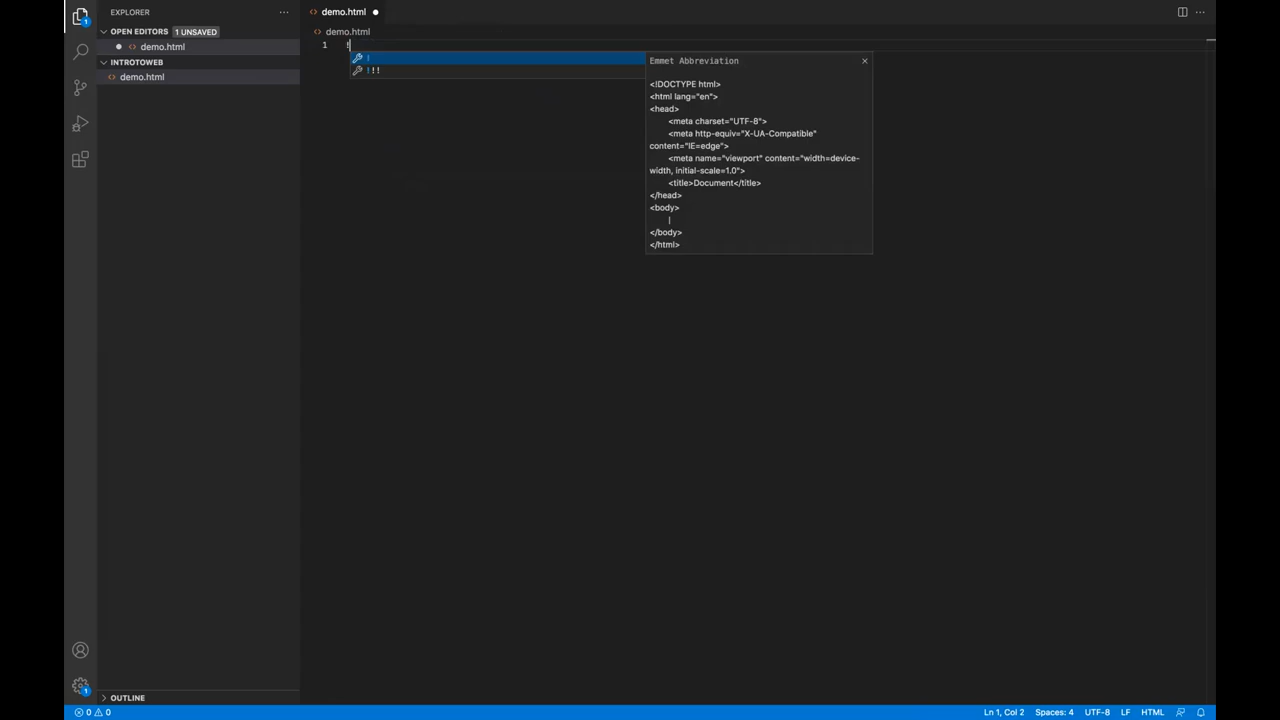 EXPLORER
demo.html
OPEN EDITORS 1 UNSAVED
demo.html
demo.html
INTROTOWEB
demo.html
1 !
!
!!!
Emmet Abbreviation
<!DOCTYPE html>
<html lang="en">
<head>
<meta charset="UTF-8">
<meta http-equiv="X-UA-Compatible"
content="IE=edge">
<meta name="viewport" content="width=device-
width, initial-scale=1.0">
<title>Document</title>
</head>
<body>
|
</body>
</html>
1
1
OUTLINE
0 0
Ln 1, Col 2 Spaces: 4 UTF-8 LF HTML